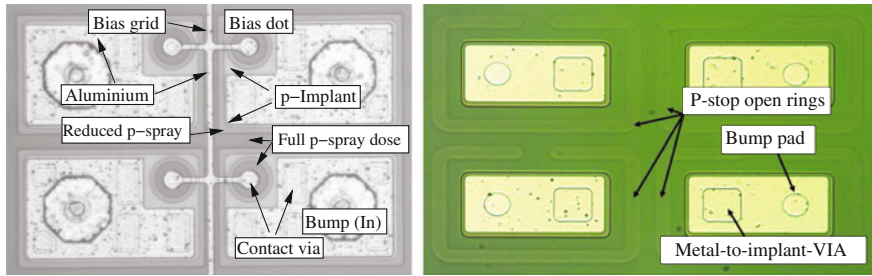 Bias grid
Bias dot
Aluminium
p-Implant
Reduced p-spray
Full p-spray dose
Bump (In)
Contact via
P-stop open rings
Bump pad
Metal-to-implant-VIA